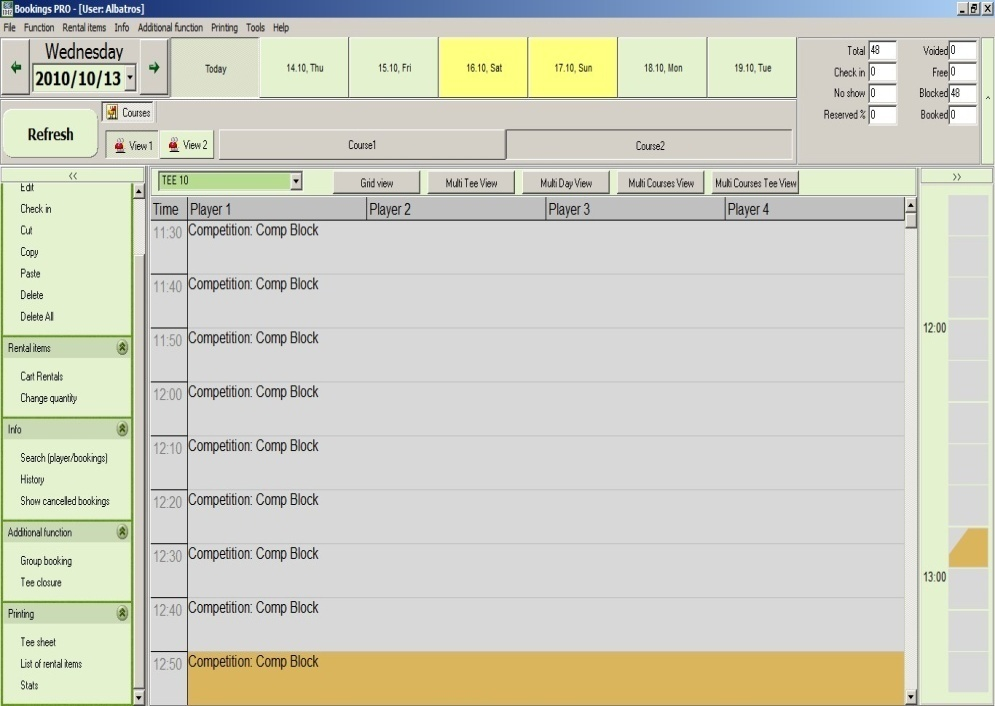 Bookings PRO - [User: Albatros]
File Function Rental items Info Additional function Printing Tools Help
Wednesday
2010/10/13
Today
14.10, Thu
15.10, Fri
16.10, Sat
17.10, Sun
18.10, Mon
19.10, Tue
Total 48 Voided 0
Check in 0 Free 0
No show 0 Blocked 48
Reserved % 0 Booked 0
Refresh
Courses
View 1 View 2 Course1 Course2
<< TEE 10 Grid view Multi Tee View Multi Day View Multi Courses View Multi Courses Tee View >>
Edit
Check in
Cut
Copy
Paste
Delete
Delete All
Rental items
Cart Rentals
Change quantity
Info
Search (player/bookings)
History
Show cancelled bookings
Additional function
Group booking
Tee closure
Printing
Tee sheet
List of rental items
Stats
Time Player 1 Player 2 Player 3 Player 4
11:30 Competition: Comp Block
11:40 Competition: Comp Block
11:50 Competition: Comp Block
12:00 Competition: Comp Block
12:10 Competition: Comp Block
12:20 Competition: Comp Block
12:30 Competition: Comp Block
12:40 Competition: Comp Block
12:50 Competition: Comp Block
12:00
13:00